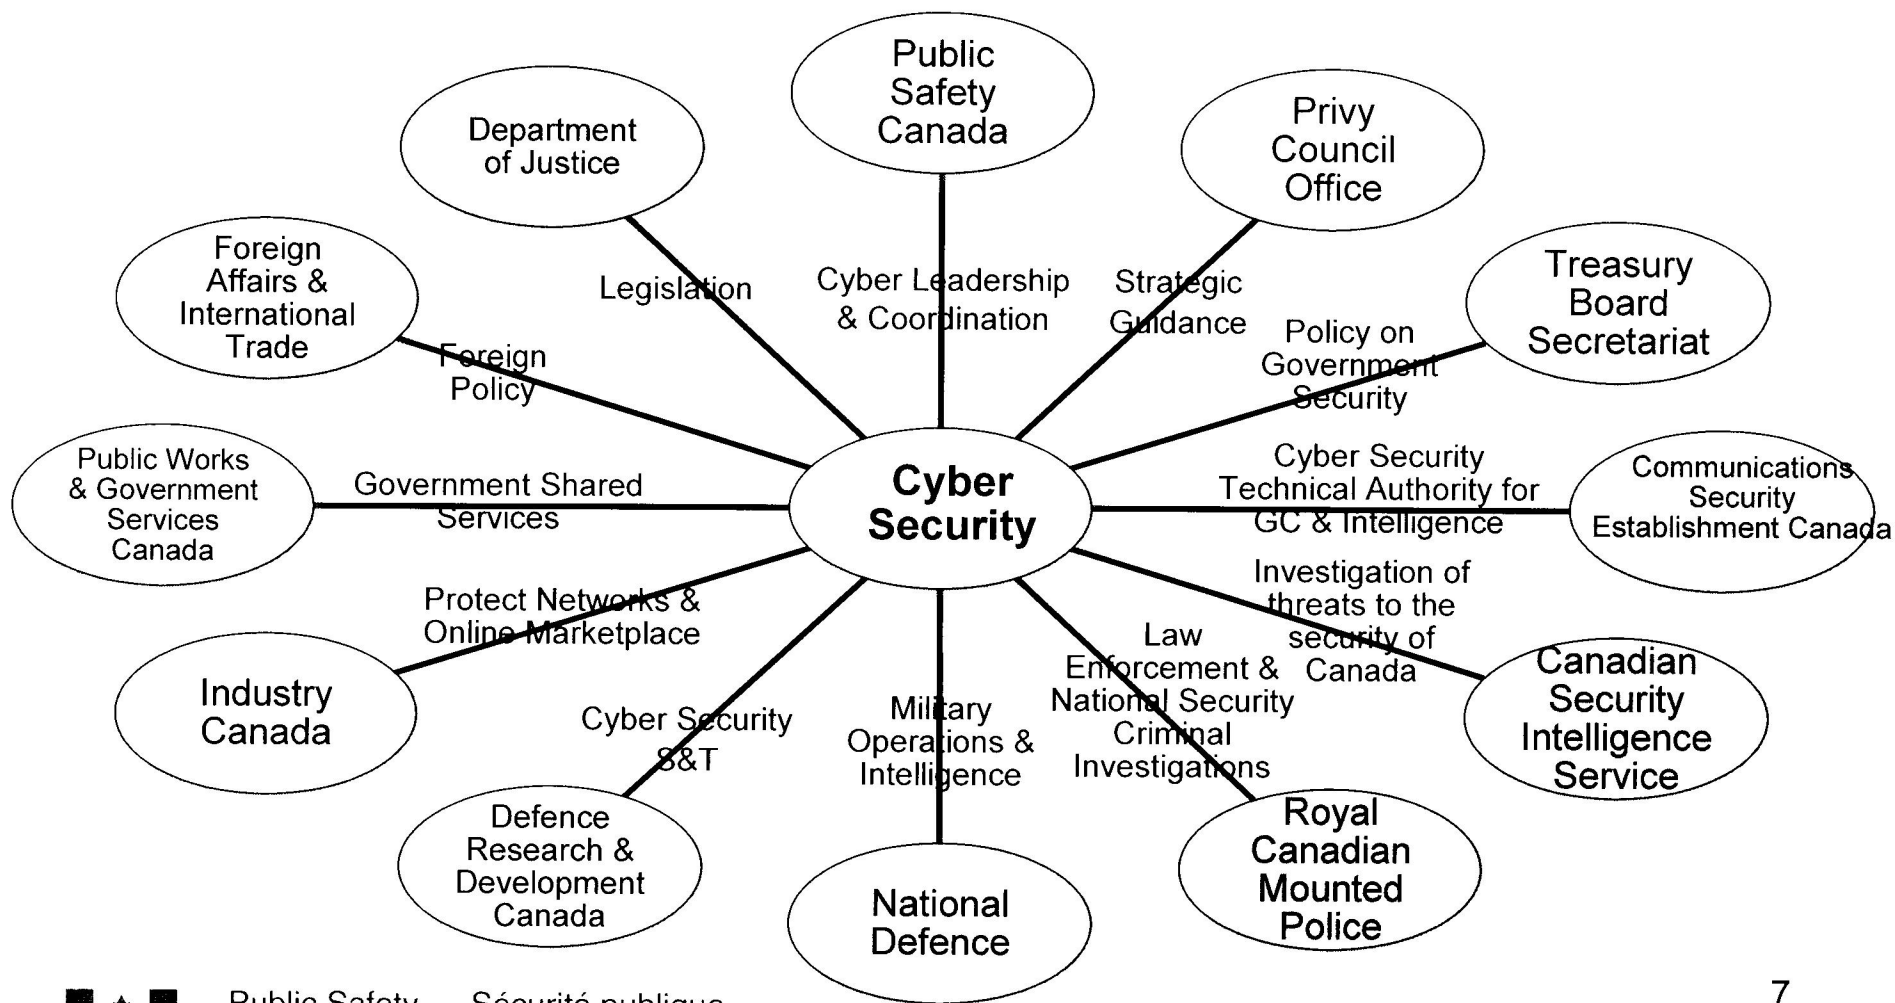 Public
Safety
Canada
Department
of Justice
Privy
Council
Office
Foreign
Affairs &
International
Trade
Treasury
Board
Secretariat
Legislation
Cyber Leadership
& Coordination
Strategic
Guidance
Foreign
Policy
Policy on
Government
Security
Public Works
& Government
Services
Canada
Government Shared
Services
Cyber
Security
Cyber Security
Technical Authority for
GC & Intelligence
Communications
Security
Establishment Canada
Protect Networks &
Online Marketplace
Investigation of
threats to the
security of
Canada
Industry
Canada
Cyber Security
S&T
Military
Operations &
Intelligence
Law
Enforcement &
National Security
Criminal
Investigations
Canadian
Security
Intelligence
Service
Defence
Research &
Development
Canada
National
Defence
Royal
Canadian
Mounted
Police
Public Safety Sécurité publique
7